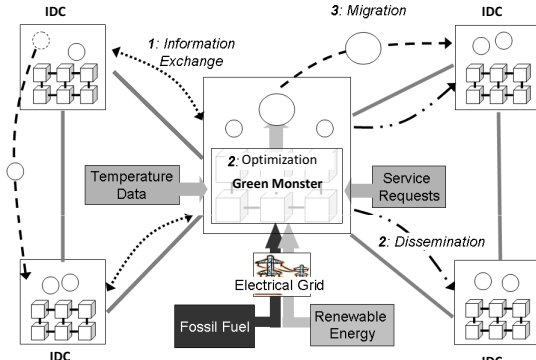 IDC
3: Migration
IDC
1: Information
Exchange
2: Optimization
Green Monster
Temperature
Data
Service
Requests
2: Dissemination
Electrical Grid
Fossil Fuel
Renewable
Energy
IDC
IDC